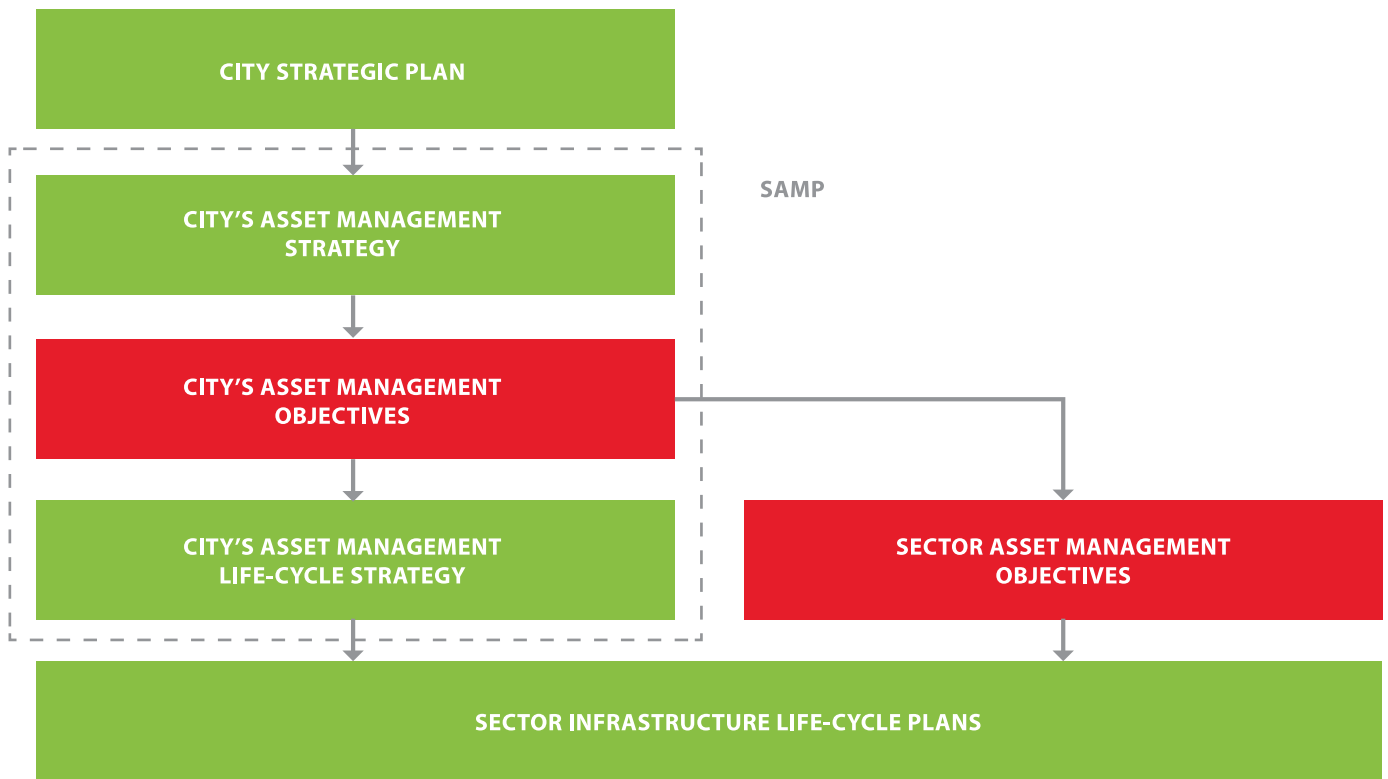 CITY STRATEGIC PLAN
SAMP
CITY’S ASSET MANAGEMENT
STRATEGY
CITY’S ASSET MANAGEMENT
OBJECTIVES
CITY’S ASSET MANAGEMENT
LIFE-CYCLE STRATEGY
SECTOR ASSET MANAGEMENT
OBJECTIVES
SECTOR INFRASTRUCTURE LIFE-CYCLE PLANS